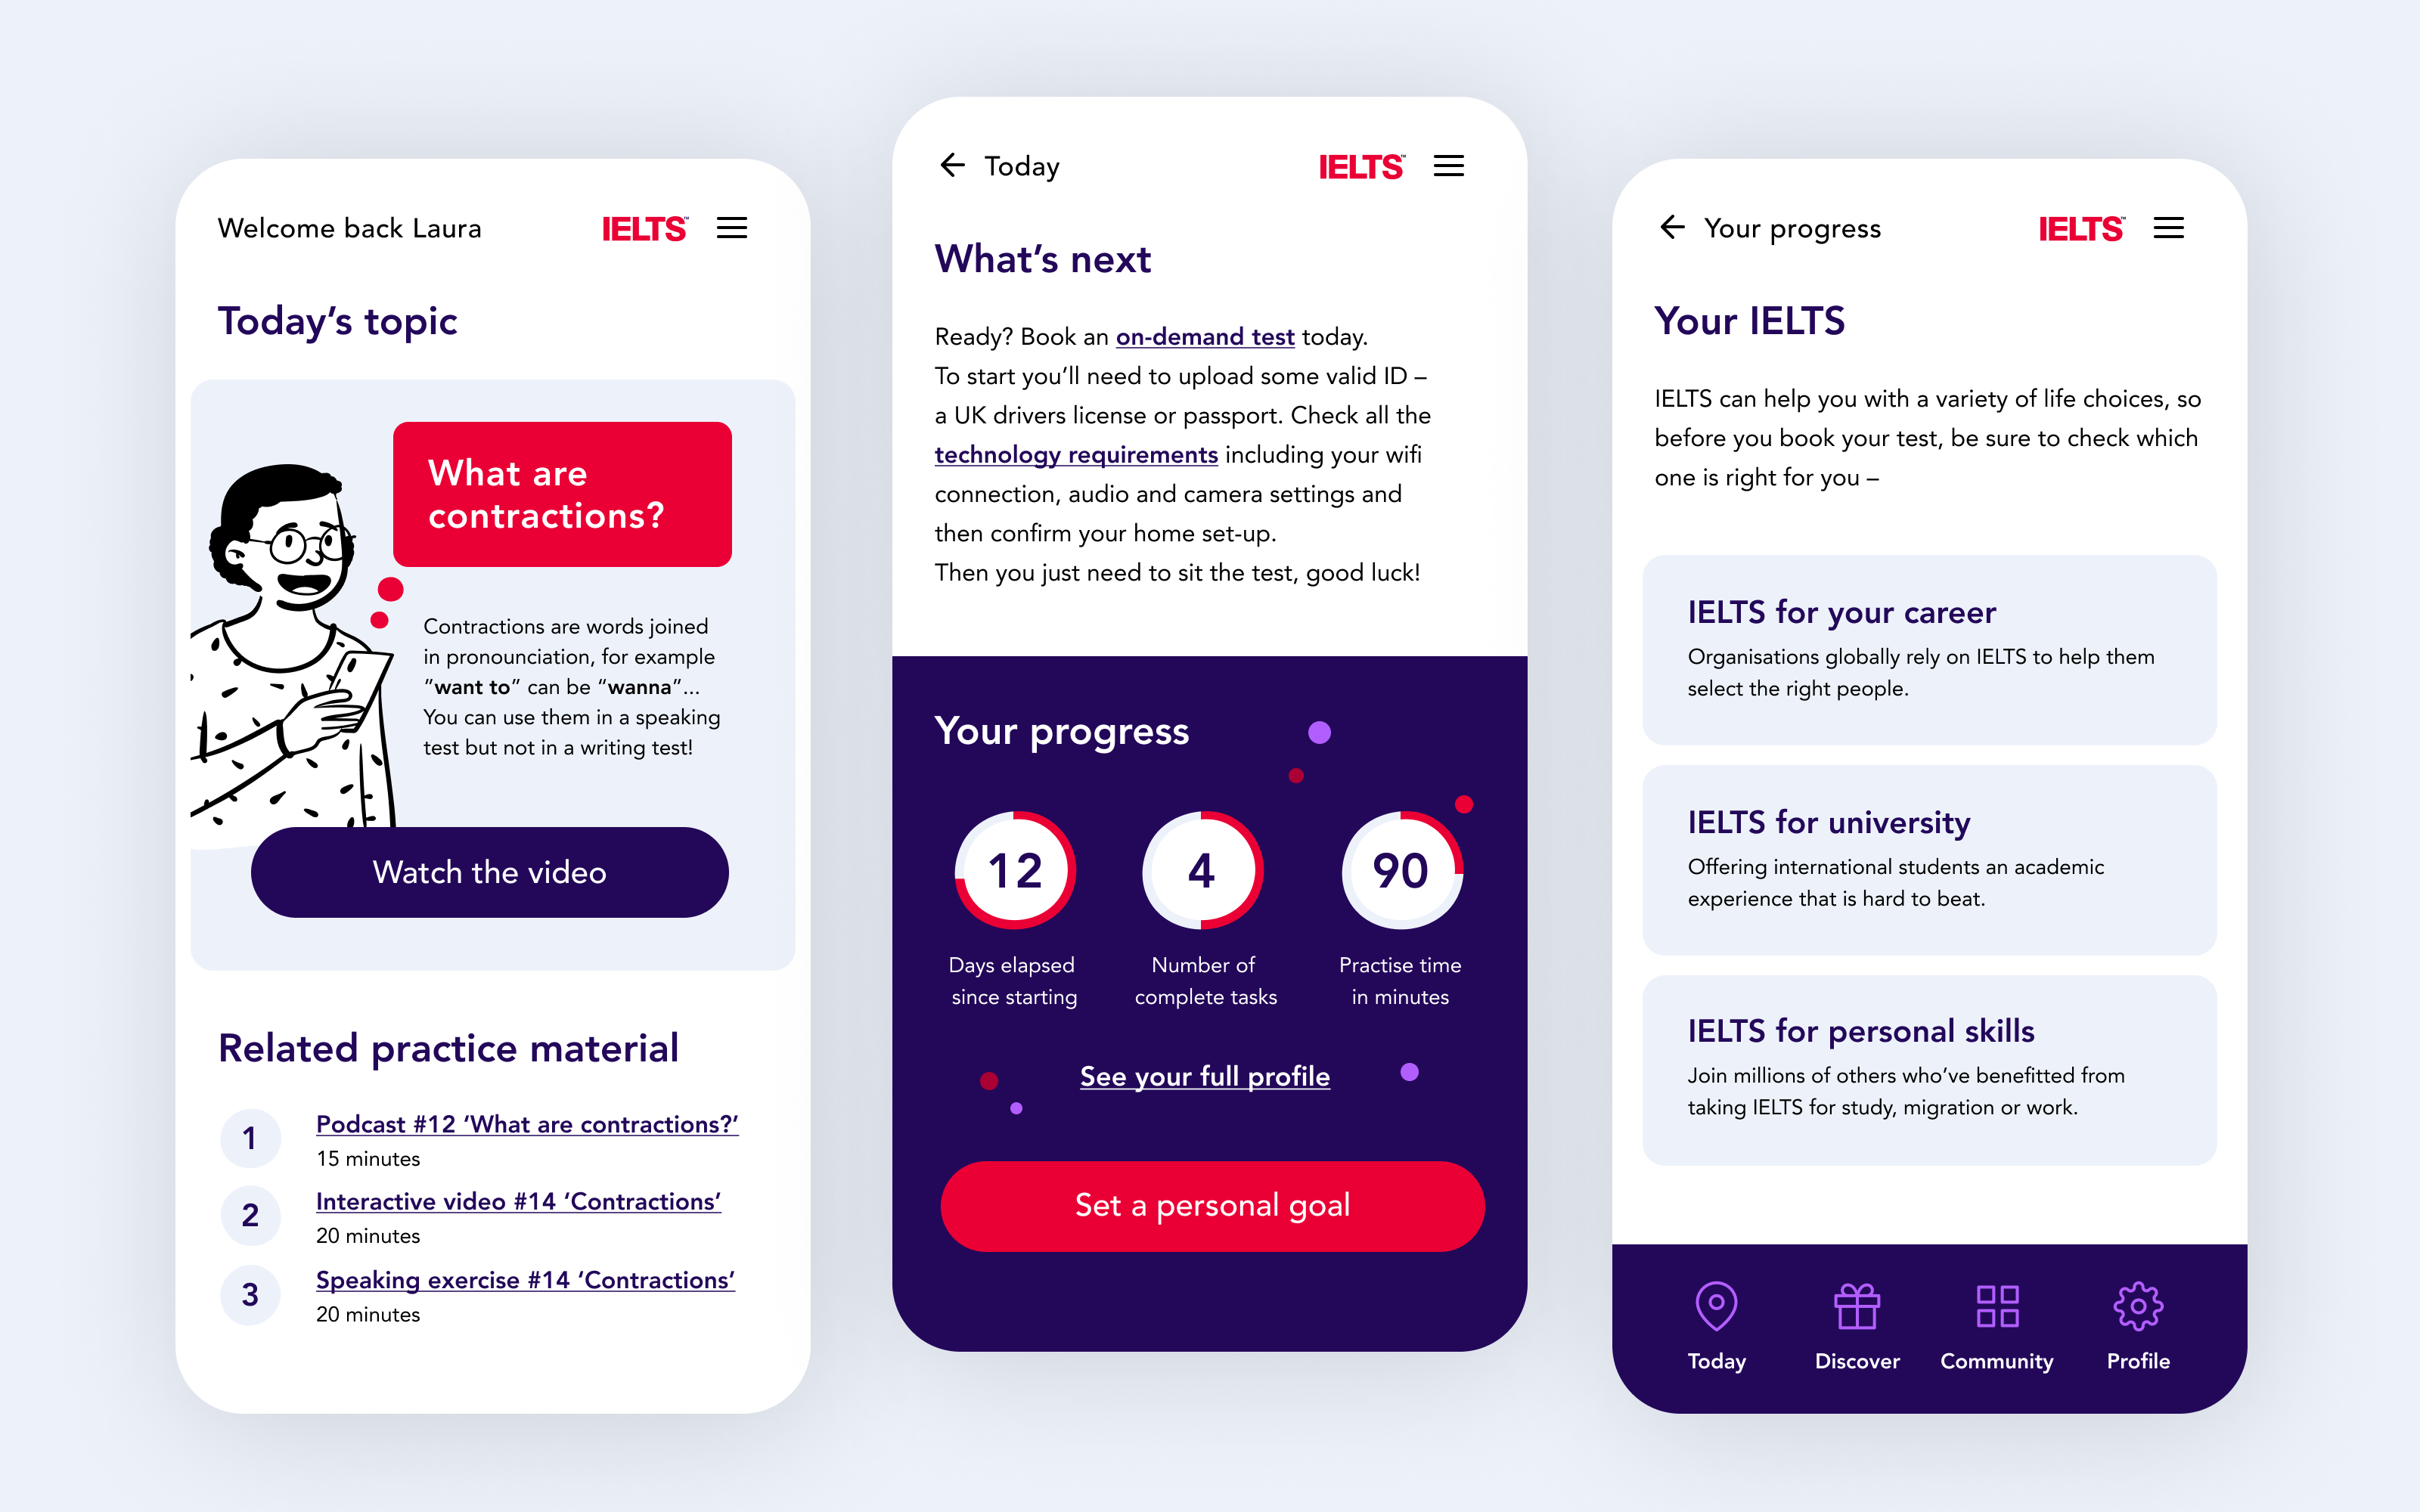 Welcome back Laura
IELTS™
Today’s topic
What are
contractions?
Contractions are words joined
in pronounciation, for example
“want to” can be “wanna”...
You can use them in a speaking
test but not in a writing test!
Watch the video
Related practice material
1
Podcast #12 ‘What are contractions?’
15 minutes
2
Interactive video #14 ‘Contractions’
20 minutes
3
Speaking exercise #14 ‘Contractions’
20 minutes
Today
IELTS™
What’s next
Ready? Book an on-demand test today.
To start you’ll need to upload some valid ID –
a UK drivers license or passport. Check all the
technology requirements including your wifi
connection, audio and camera settings and
then confirm your home set-up.
Then you just need to sit the test, good luck!
Your progress
12
Days elapsed
since starting
4
Number of
complete tasks
90
Practise time
in minutes
See your full profile
Set a personal goal
Your progress
IELTS™
Your IELTS
IELTS can help you with a variety of life choices, so
before you book your test, be sure to check which
one is right for you –
IELTS for your career
Organisations globally rely on IELTS to help them
select the right people.
IELTS for university
Offering international students an academic
experience that is hard to beat.
IELTS for personal skills
Join millions of others who’ve benefitted from
taking IELTS for study, migration or work.
Today
Discover
Community
Profile